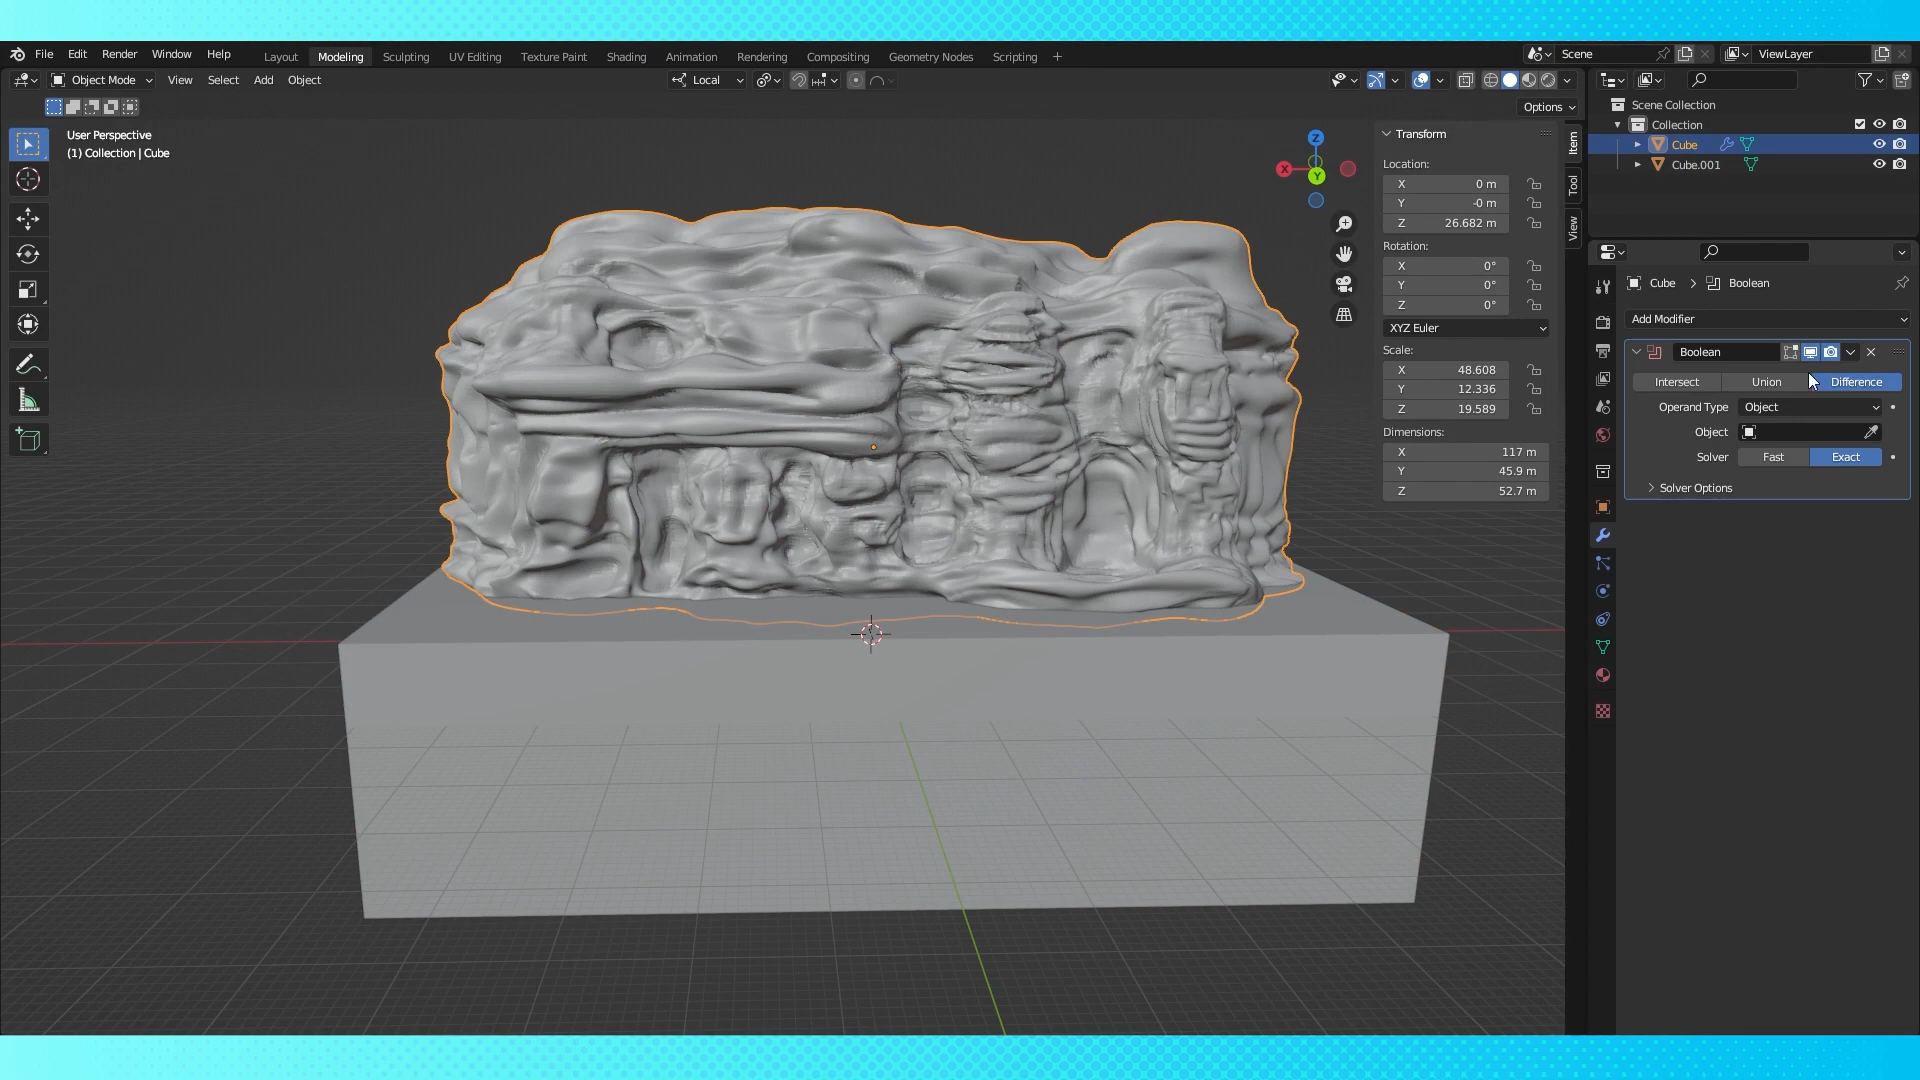 File Edit Render Window Help Layout Modeling Sculpting UV Editing Texture Paint Shading Animation Rendering Compositing Geometry Nodes Scripting + Scene ViewLayer
Object Mode View Select Add Object Local
Options
User Perspective
(1) Collection | Cube
Z
X
Y
Transform
Location:
X 0 m
Y -0 m
Z 26.682 m
Rotation:
X 0°
Y 0°
Z 0°
XYZ Euler
Scale:
X 48.608
Y 12.336
Z 19.589
Dimensions:
X 117 m
Y 45.9 m
Z 52.7 m
Item
Tool
View
Scene Collection
Collection
Cube
Cube.001
Cube > Boolean
Add Modifier
Boolean
Intersect Union Difference
Operand Type Object
Object
Solver Fast Exact
Solver Options